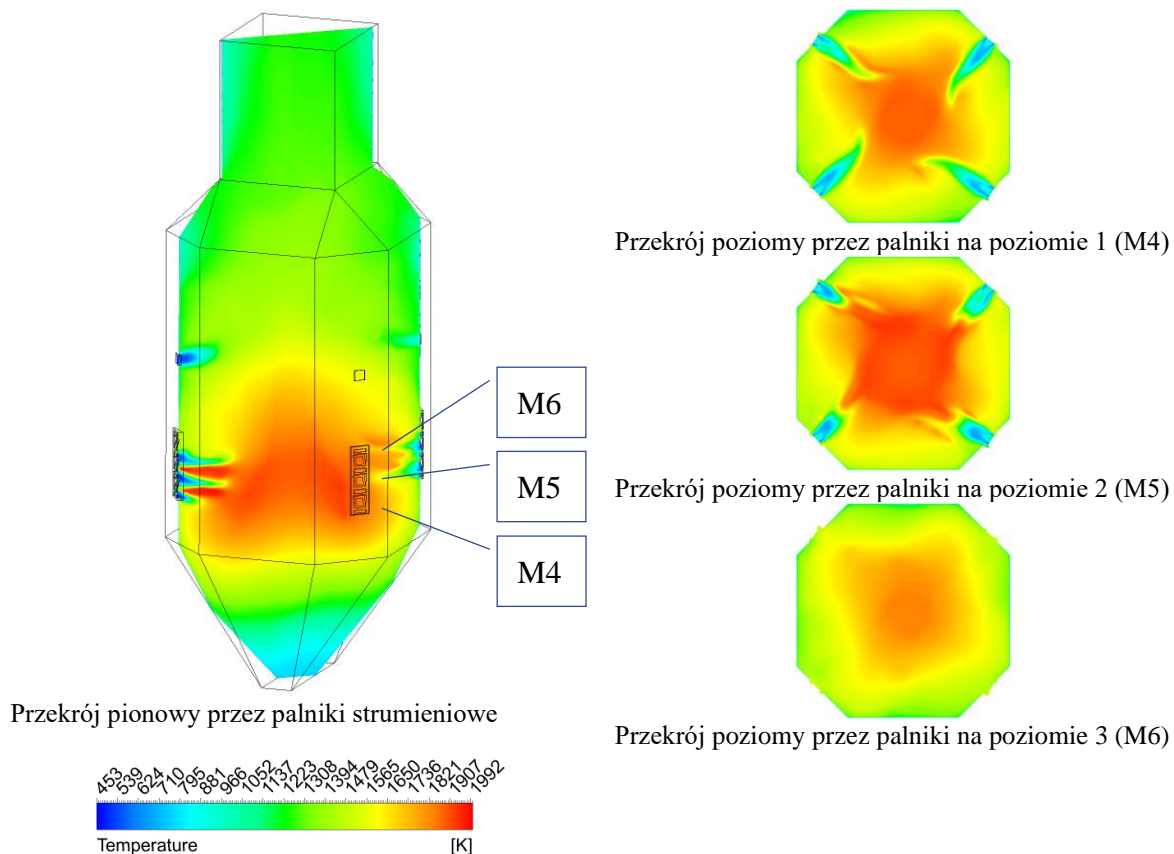 Przekrój poziomy przez palniki na poziomie 1 (M4)
M6
M5
M4
Przekrój poziomy przez palniki na poziomie 2 (M5)
Przekrój pionowy przez palniki strumieniowe
Przekrój poziomy przez palniki na poziomie 3 (M6)
453 539 624 710 795 881 966 1052 1137 1223 1308 1394 1479 1565 1650 1736 1821 1907 1992
Temperature [K]